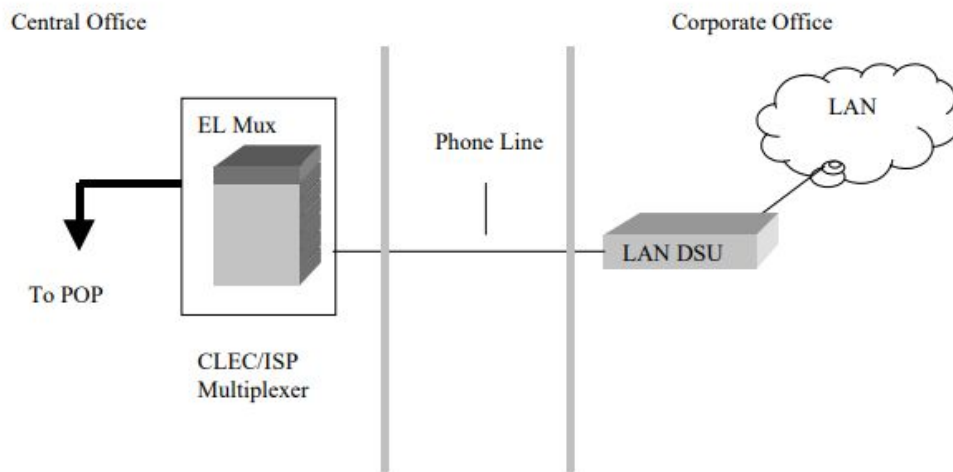 Central Office
Corporate Office
EL Mux
Phone Line
LAN
LAN DSU
To POP
CLEC/ISP
Multiplexer